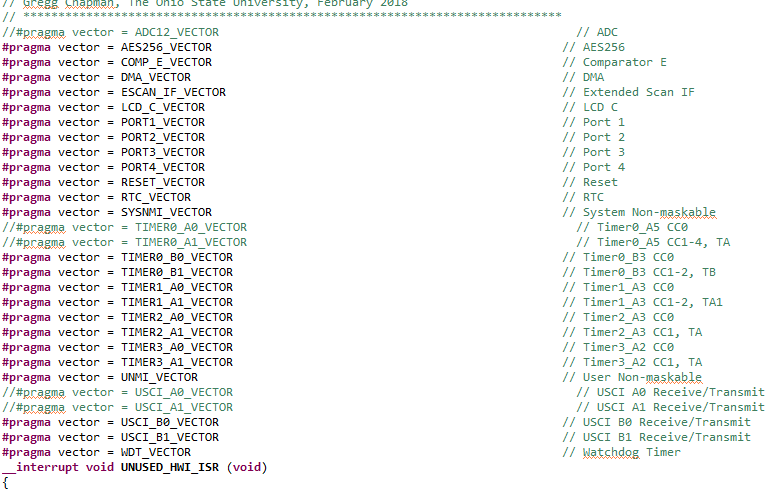 // Gregg Chapman, The Ohio State University, February 2018
// *****************************************************************************
//#pragma vector = ADC12_VECTOR // ADC
#pragma vector = AES256_VECTOR // AES256
#pragma vector = COMP_E_VECTOR // Comparator E
#pragma vector = DMA_VECTOR // DMA
#pragma vector = ESCAN_IF_VECTOR // Extended Scan IF
#pragma vector = LCD_C_VECTOR // LCD C
#pragma vector = PORT1_VECTOR // Port 1
#pragma vector = PORT2_VECTOR // Port 2
#pragma vector = PORT3_VECTOR // Port 3
#pragma vector = PORT4_VECTOR // Port 4
#pragma vector = RESET_VECTOR // Reset
#pragma vector = RTC_VECTOR // RTC
#pragma vector = SYSNMI_VECTOR // System Non-maskable
//#pragma vector = TIMER0_A0_VECTOR // Timer0_A5 CC0
//#pragma vector = TIMER0_A1_VECTOR // Timer0_A5 CC1-4, TA
#pragma vector = TIMER0_B0_VECTOR // Timer0_B3 CC0
#pragma vector = TIMER0_B1_VECTOR // Timer0_B3 CC1-2, TB
#pragma vector = TIMER1_A0_VECTOR // Timer1_A3 CC0
#pragma vector = TIMER1_A1_VECTOR // Timer1_A3 CC1-2, TA1
#pragma vector = TIMER2_A0_VECTOR // Timer2_A3 CC0
#pragma vector = TIMER2_A1_VECTOR // Timer2_A3 CC1, TA
#pragma vector = TIMER3_A0_VECTOR // Timer3_A2 CC0
#pragma vector = TIMER3_A1_VECTOR // Timer3_A2 CC1, TA
#pragma vector = UNMI_VECTOR // User Non-maskable
//#pragma vector = USCI_A0_VECTOR // USCI A0 Receive/Transmit
//#pragma vector = USCI_A1_VECTOR // USCI A1 Receive/Transmit
#pragma vector = USCI_B0_VECTOR // USCI B0 Receive/Transmit
#pragma vector = USCI_B1_VECTOR // USCI B1 Receive/Transmit
#pragma vector = WDT_VECTOR // Watchdog Timer
__interrupt void UNUSED_HWI_ISR (void)
{